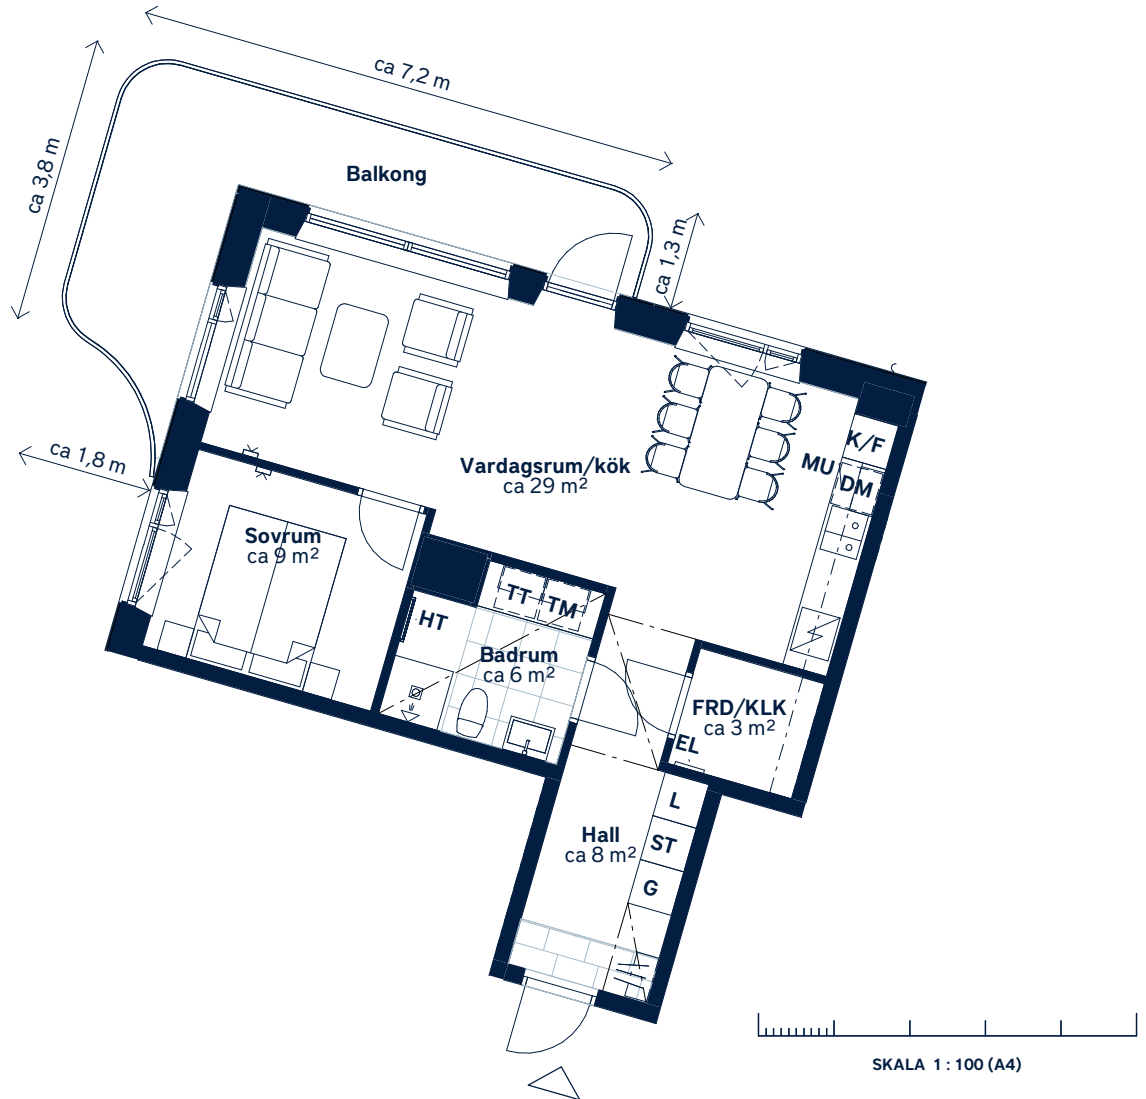 ca 7,2 m
ca 3,8 m
Balkong
ca 1,3 m
ca 1,8 m
Vardagsrum/kök
ca 29 m²
K/F
MU
DM
Sovrum
ca 9 m²
TT
TM
HT
Badrum
ca 6 m²
FRD/KLK
ca 3 m²
EL
L
Hall
ca 8 m²
ST
G
SKALA 1 : 100 (A4)